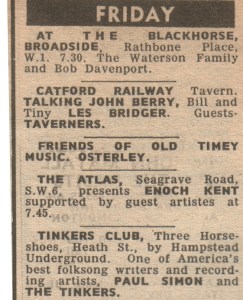 FRIDAY
AT THE BLACKHORSE,
BROADSIDE, Rathbone Place,
W.1. 7.30. The Waterson Family
and Bob Davenport.
CATFORD RAILWAY Tavern.
TALKING JOHN BERRY, Bill and
Tiny LES BRIDGER. Guests-
TAVERNERS.
FRIENDS OF OLD TIMEY
MUSIC. OSTERLEY.
THE ATLAS, Seagrave Road,
S.W.6, presents ENOCH KENT
supported by guest artistes at
7.45.
TINKERS CLUB, Three Horse-
shoes, Heath St., by Hampstead
Underground. One of America's
best folksong writers and record-
ing artists, PAUL SIMON and
THE TINKERS.